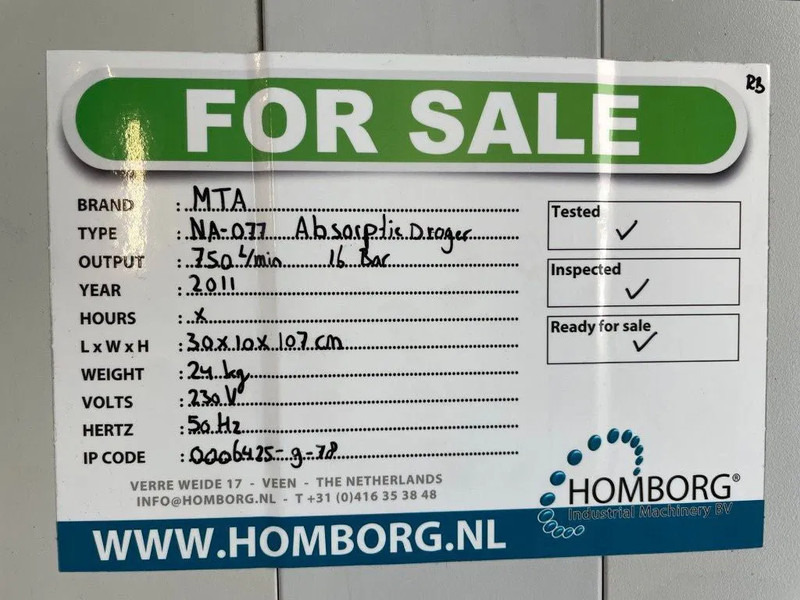 RB
FOR SALE
BRAND : MTA
TYPE : NA-077 Absorptie Droger
OUTPUT : 750 L/min 16 Bar
YEAR : 2011
HOURS : x
L x W x H : 30x10x107 cm
WEIGHT : 24 kg
VOLTS : 230 V
HERTZ : 50 Hz
IP CODE : 0006425-g-78
Tested ✓
Inspected ✓
Ready for sale ✓
VERRE WEIDE 17 - VEEN - THE NETHERLANDS
INFO@HOMBORG.NL - T +31 (0)416 35 38 48
HOMBORG®
Industrial Machinery BV
WWW.HOMBORG.NL